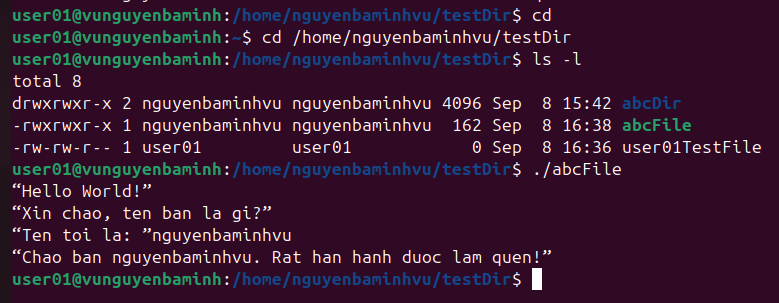 user01@vunguyenbaminh:/home/nguyenbaminhvu/testDir$ cd
user01@vunguyenbaminh:~$ cd /home/nguyenbaminhvu/testDir
user01@vunguyenbaminh:/home/nguyenbaminhvu/testDir$ ls -l
total 8
drwxrwxr-x 2 nguyenbaminhvu nguyenbaminhvu 4096 Sep  8 15:42 abcDir
-rwxrwxr-x 1 nguyenbaminhvu nguyenbaminhvu  162 Sep  8 16:38 abcFile
-rw-rw-r-- 1 user01         user01            0 Sep  8 16:36 user01TestFile
user01@vunguyenbaminh:/home/nguyenbaminhvu/testDir$ ./abcFile
“Hello World!”
“Xin chao, ten ban la gi?”
“Ten toi la: ”nguyenbaminhvu
“Chao ban nguyenbaminhvu. Rat han hanh duoc lam quen!”
user01@vunguyenbaminh:/home/nguyenbaminhvu/testDir$